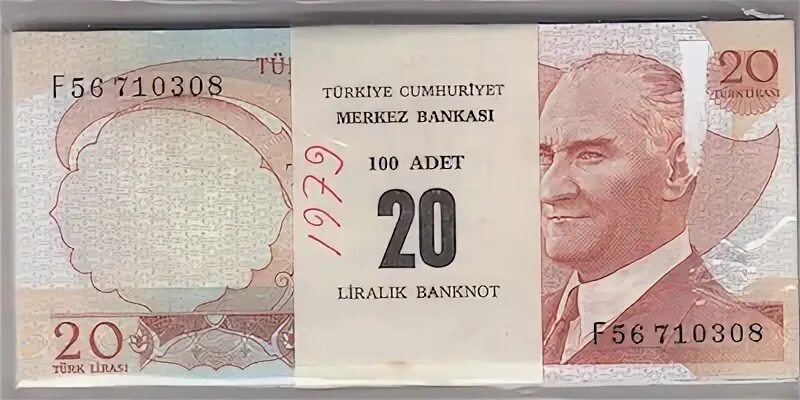 F56 710308
TÜ
20
TÜRK LİRASI
TÜRKİYE CUMHURİYET
MERKEZ BANKASI
1979
100 ADET
20
LİRALIK BANKNOT
20
TÜRK LİRASI
F56 710308